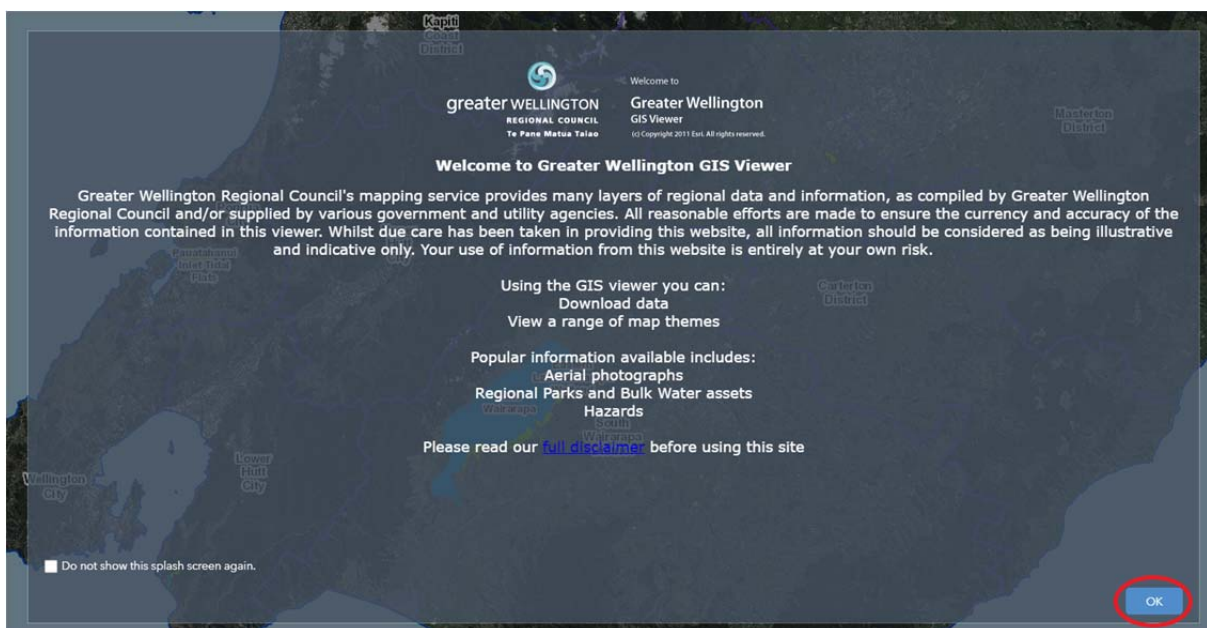 Kapiti
Coast
District
greater WELLINGTON
REGIONAL COUNCIL
Te Pane Matua Taiao
Welcome to
Greater Wellington
GIS Viewer
(c) Copyright 2011 Esri. All rights reserved.
Masterton
District
Welcome to Greater Wellington GIS Viewer
Greater Wellington Regional Council's mapping service provides many layers of regional data and information, as compiled by Greater Wellington
Regional Council and/or supplied by various government and utility agencies. All reasonable efforts are made to ensure the currency and accuracy of the
information contained in this viewer. Whilst due care has been taken in providing this website, all information should be considered as being illustrative
and indicative only. Your use of information from this website is entirely at your own risk.
Pauatahanui
Inlet Tidal
Flats
Using the GIS viewer you can:
Download data
View a range of map themes
Carterton
District
Popular information available includes:
Aerial photographs
Regional Parks and Bulk Water assets
Hazards
Wairarapa
South
Wairarapa
Please read our full disclaimer before using this site
Lower
Hutt
City
Wellington
City
Do not show this splash screen again.
OK